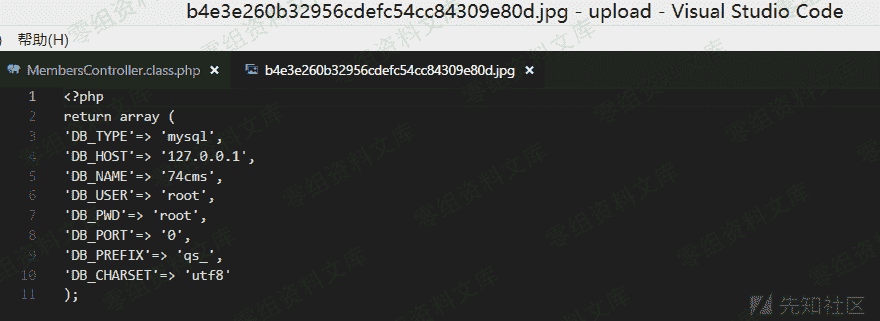 b4e3e260b32956cdefc54cc84309e80d.jpg - upload - Visual Studio Code
) 帮助(H)
MembersController.class.php × b4e3e260b32956cdefc54cc84309e80d.jpg ×
1 <?php
2 return array (
3 'DB_TYPE'=> 'mysql',
4 'DB_HOST'=> '127.0.0.1',
5 'DB_NAME'=> '74cms',
6 'DB_USER'=> 'root',
7 'DB_PWD'=> 'root',
8 'DB_PORT'=> '0',
9 'DB_PREFIX'=> 'qs_',
10 'DB_CHARSET'=> 'utf8'
11 );
零组资料文库
先知社区